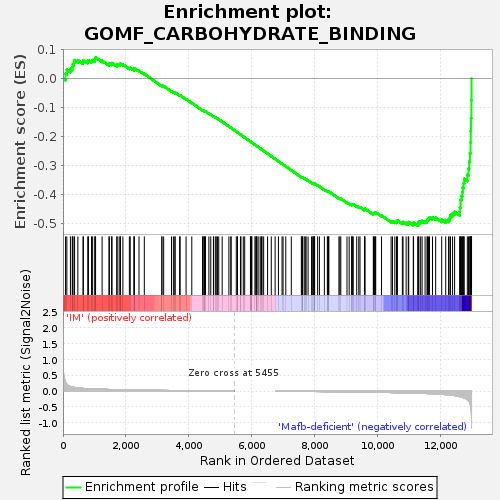 Enrichment plot:
GOMF_CARBOHYDRATE_BINDING
Enrichment score (ES)
0.1
0.0
-0.1
-0.2
-0.3
-0.4
-0.5
'IM' (positively correlated)
Ranked list metric (Signal2Noise)
2.5
2.0
1.5
1.0
0.5
0.0
-0.5
-1.0
Zero cross at 5455
'Mafb-deficient' (negatively correlated)
0
2,000
4,000
6,000
8,000
10,000
12,000
Rank in Ordered Dataset
Enrichment profile
Hits
Ranking metric scores